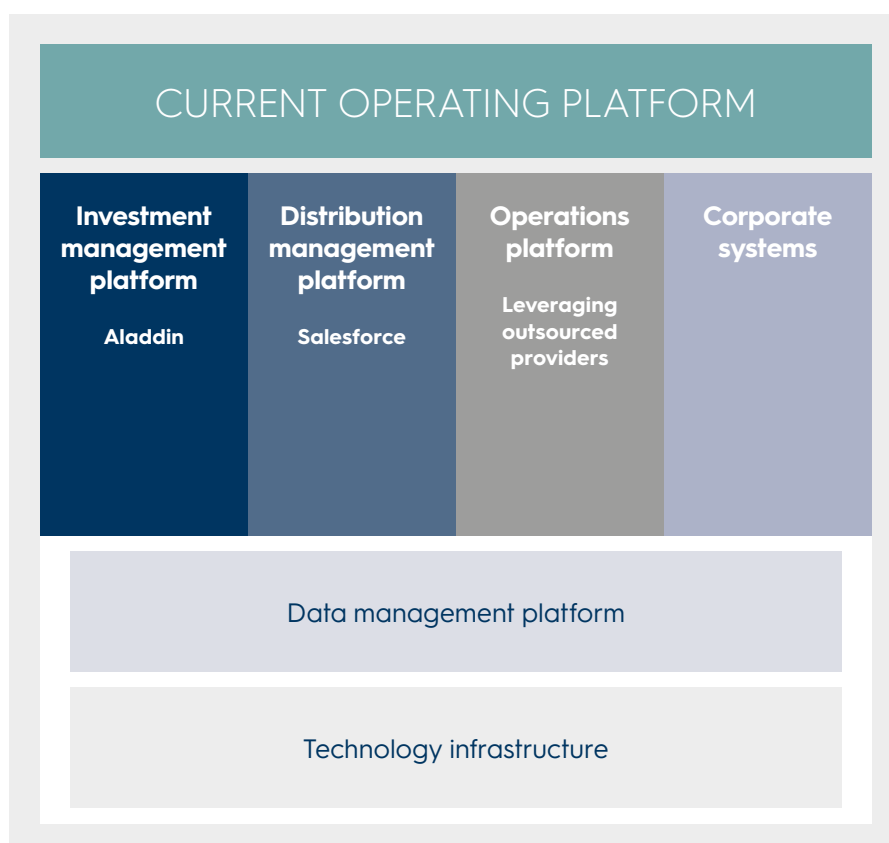 CURRENT OPERATING PLATFORM
Investment
management
platform
Aladdin
Distribution
management
platform
Salesforce
Operations
platform
Leveraging
outsourced
providers
Corporate
systems
Data management platform
Technology infrastructure